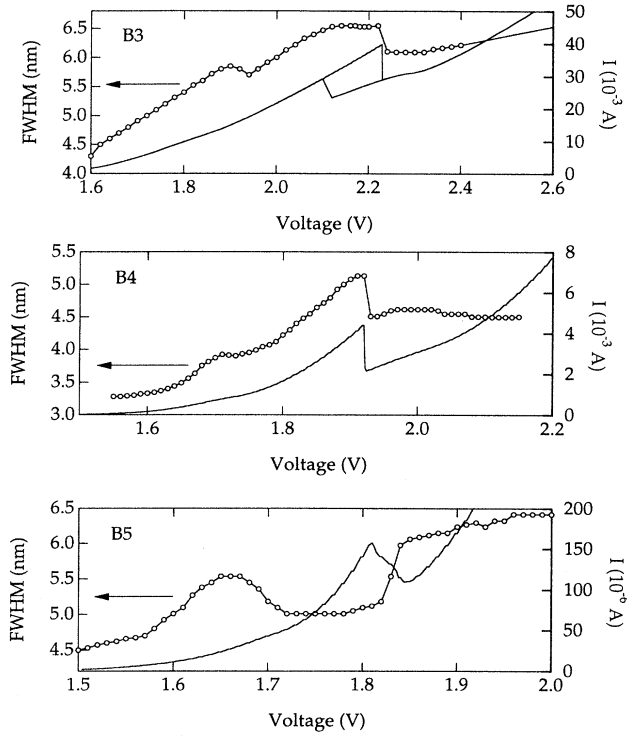 B3
FWHM (nm)
6.5
6.0
5.5
5.0
4.5
4.0
50
40
30
20
10
0
I (10⁻³ A)
1.6 1.8 2.0 2.2 2.4 2.6
Voltage (V)
B4
FWHM (nm)
5.5
5.0
4.5
4.0
3.5
3.0
8
6
4
2
0
I (10⁻³ A)
1.6 1.8 2.0 2.2
Voltage (V)
B5
FWHM (nm)
6.5
6.0
5.5
5.0
4.5
200
150
100
50
0
I (10⁻⁶ A)
1.5 1.6 1.7 1.8 1.9 2.0
Voltage (V)